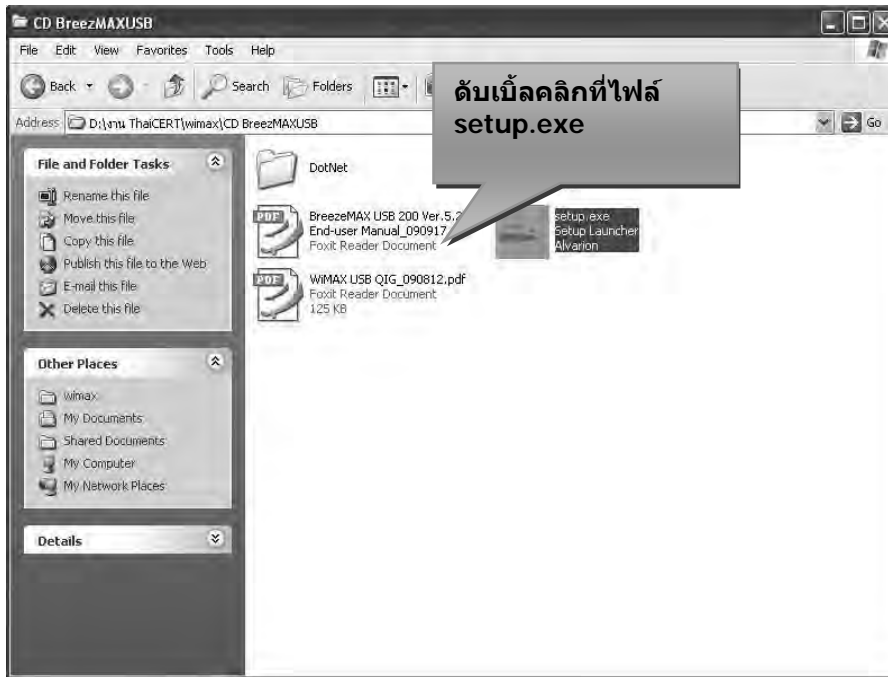 CD BreezMAXUSB
File Edit View Favorites Tools Help
Back Search Folders
ดับเบิ้ลคลิกที่ไฟล์
setup.exe
Address D:\งาน ThaiCERT\wimax\CD BreezMAXUSB Go
File and Folder Tasks
Rename this file
Move this file
Copy this file
Publish this file to the Web
E-mail this file
Delete this file
Other Places
wimax
My Documents
Shared Documents
My Computer
My Network Places
Details
DotNet
BreezeMAX USB 200 Ver.5.2
End-user Manual_090917
Foxit Reader Document
setup.exe
Setup Launcher
Alvarion
WiMAX USB QIG_090812.pdf
Foxit Reader Document
125 KB